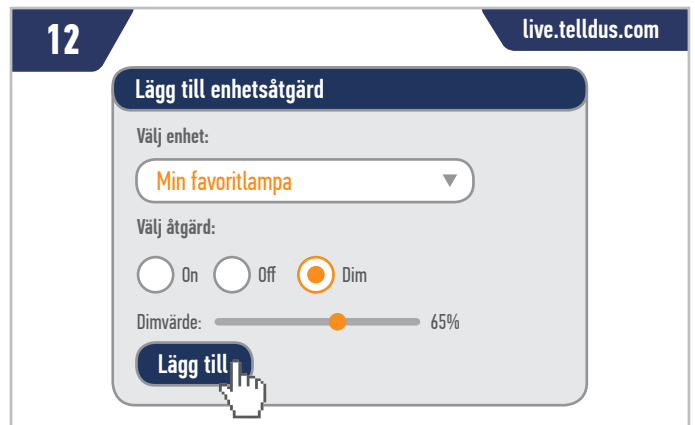 12
live.telldus.com
Lägg till enhetsåtgärd
Välj enhet:
Min favoritlampa
Välj åtgärd:
On Off Dim
Dimvärde: 65%
Lägg till